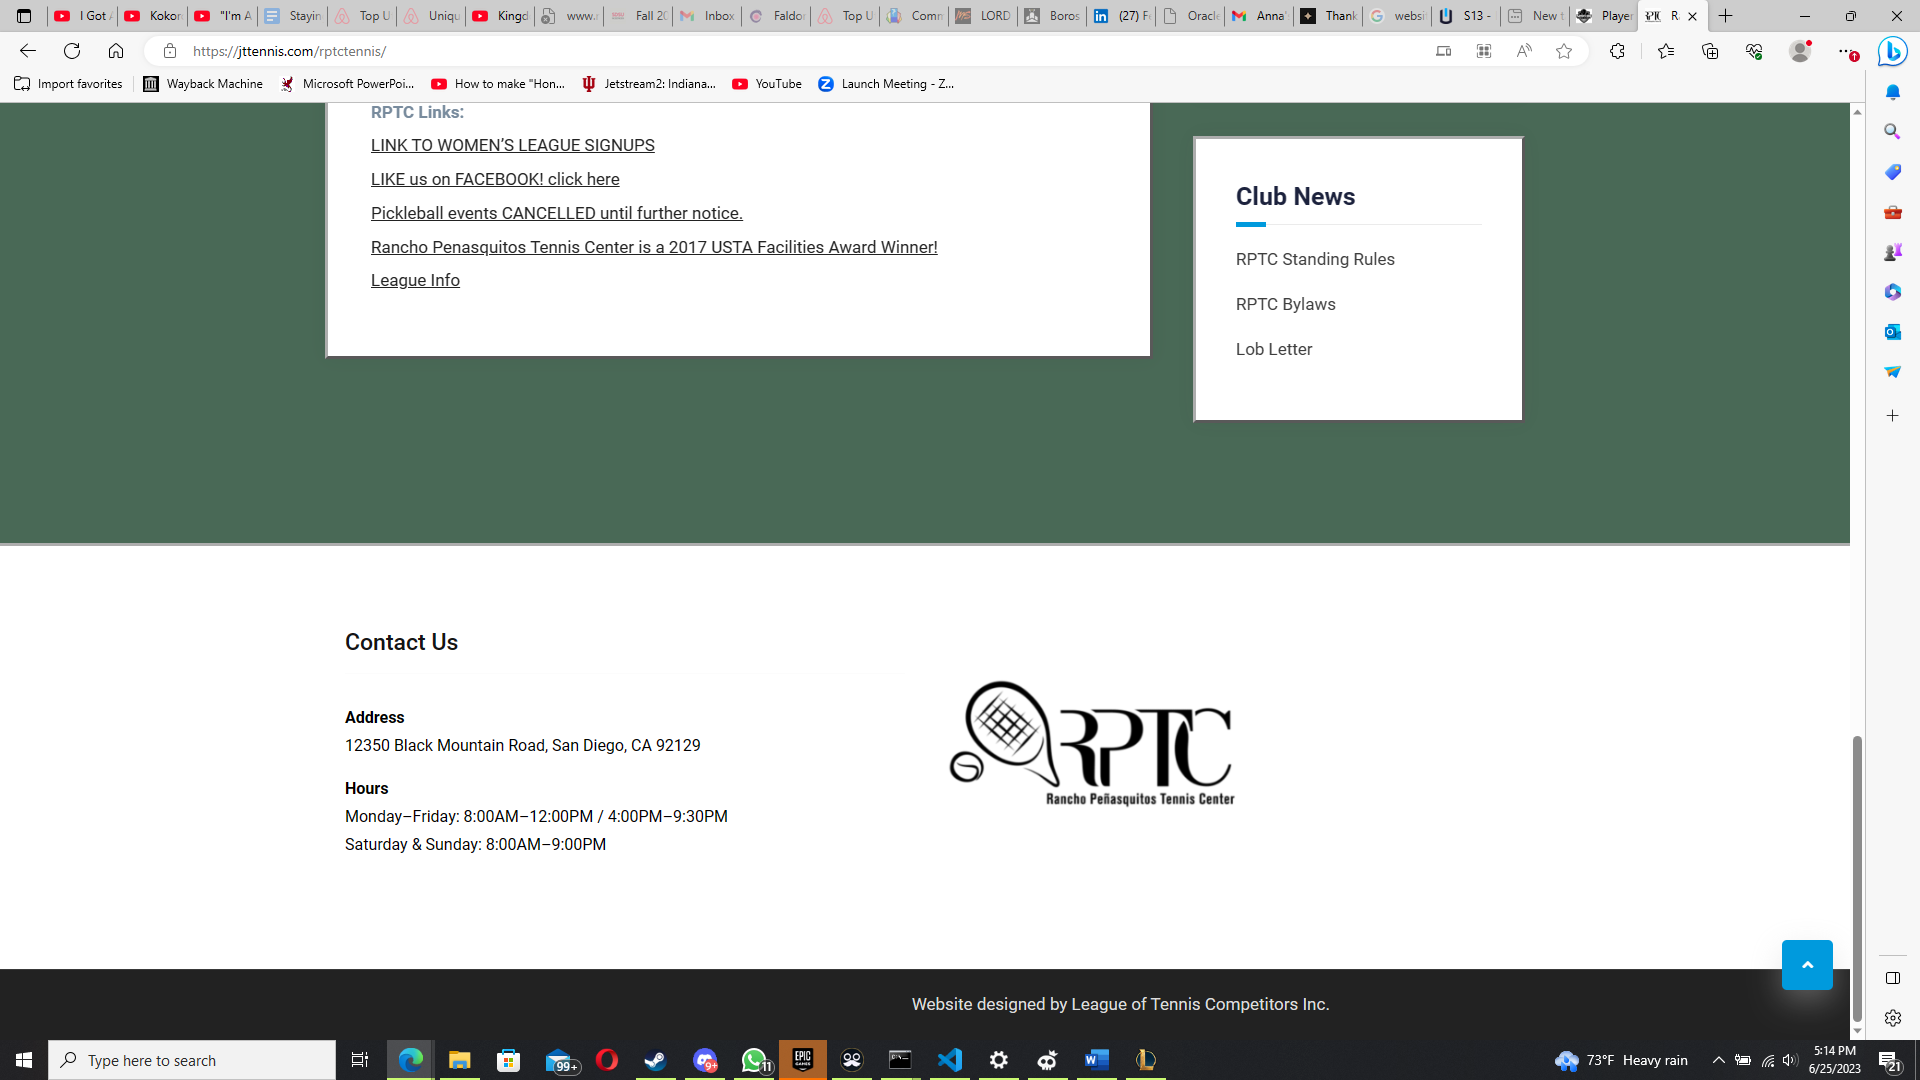 I Got A
Koko
"I'm A
Stayin
Top U
Uniqu
Kingd
www.r
Fall 20
Inbox
Faldor
Top U
Comm
LORD
Boros
(27) F
Oracle
Anna'
Thank
websi
S13 -
New t
Player
https://jttennis.com/rptctennis/
Import favorites
Wayback Machine
Microsoft PowerPoi...
How to make "Hon...
Jetstream2: Indiana...
YouTube
Launch Meeting - Z...
RPTC Links:
LINK TO WOMEN’S LEAGUE SIGNUPS
LIKE us on FACEBOOK! click here
Pickleball events CANCELLED until further notice.
Rancho Penasquitos Tennis Center is a 2017 USTA Facilities Award Winner!
League Info
Club News
RPTC Standing Rules
RPTC Bylaws
Lob Letter
Contact Us
Address
12350 Black Mountain Road, San Diego, CA 92129
Hours
Monday–Friday: 8:00AM–12:00PM / 4:00PM–9:30PM
Saturday & Sunday: 8:00AM–9:00PM
RPTC
Rancho Peñasquitos Tennis Center
Website designed by League of Tennis Competitors Inc.
Type here to search
99+
9+
11
EPIC GAMES
73°F Heavy rain
5:14 PM
6/25/2023
21